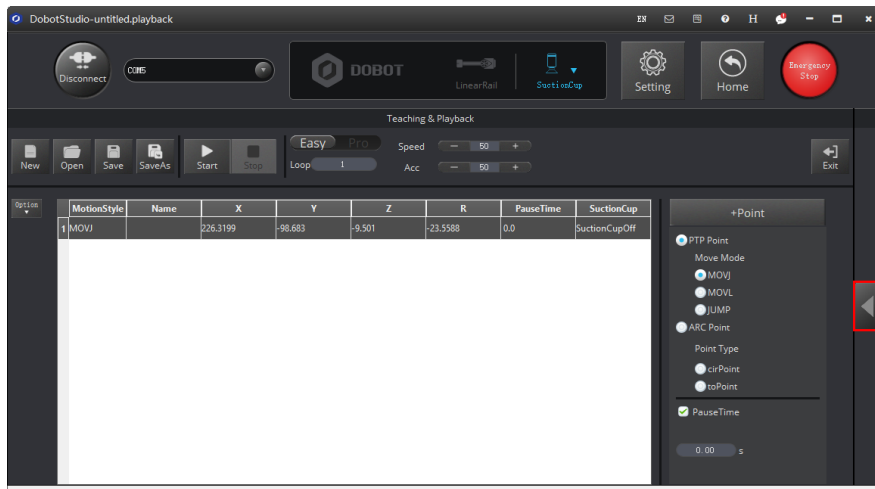 DobotStudio-untitled.playback EN H
Disconnect COM5 DOBOT LinearRail SuctionCup Setting Home Emergency Stop
Teaching & Playback
New Open Save SaveAs Start Stop Easy Pro Speed 50 Exit
Loop 1 Acc 50
Option MotionStyle Name X Y Z R PauseTime SuctionCup +Point
1 MOVJ 226.3199 -98.683 -9.501 -23.5588 0.0 SuctionCupOff
PTP Point
Move Mode
MOVJ
MOVL
JUMP
ARC Point
Point Type
cirPoint
toPoint
PauseTime
0.00 s